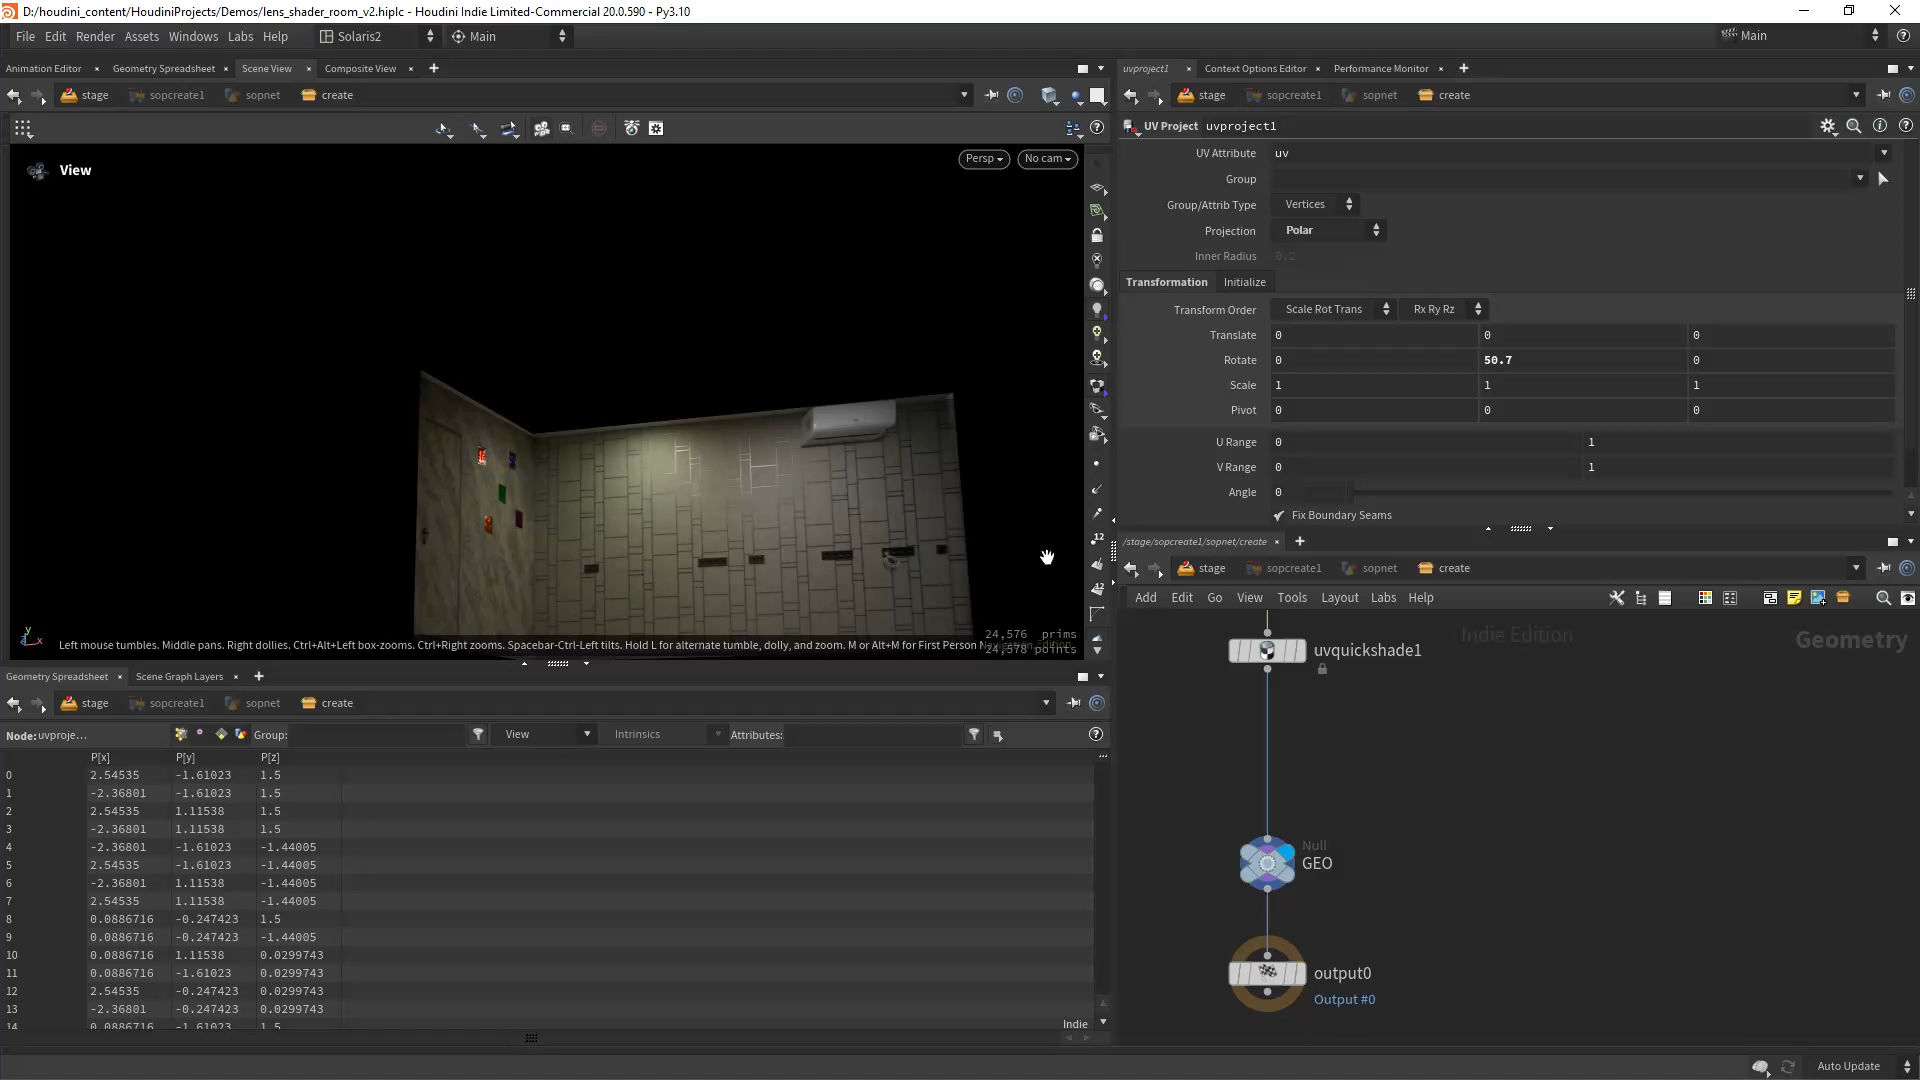 D:/houdini_content/HoudiniProjects/Demos/lens_shader_room_v2.hiplc - Houdini Indie Limited-Commercial 20.0.590 - Py3.10
File Edit Render Assets Windows Labs Help Solaris2 Main Main
Animation Editor Geometry Spreadsheet Scene View Composite View
stage sopcreate1 sopnet create
View
Persp No cam
24,576 prims
24,578 points
Left mouse tumbles. Middle pans. Right dollies. Ctrl+Alt+Left box-zooms. Ctrl+Right zooms. Spacebar-Ctrl-Left tilts. Hold L for alternate tumble, dolly, and zoom. M or Alt+M for First Person
Geometry Spreadsheet Scene Graph Layers
stage sopcreate1 sopnet create
Node: uvproje... Group: View Intrinsics Attributes:
P[x] P[y] P[z]
0 2.54535 -1.61023 1.5
1 -2.36801 -1.61023 1.5
2 2.54535 1.11538 1.5
3 -2.36801 1.11538 1.5
4 -2.36801 -1.61023 -1.44005
5 2.54535 -1.61023 -1.44005
6 -2.36801 1.11538 -1.44005
7 2.54535 1.11538 -1.44005
8 0.0886716 -0.247423 1.5
9 0.0886716 -0.247423 -1.44005
10 0.0886716 1.11538 0.0299743
11 0.0886716 -1.61023 0.0299743
12 2.54535 -0.247423 0.0299743
13 -2.36801 -0.247423 0.0299743
14 0.0886716 -1.61023 1.5
Indie
uvproject1 Context Options Editor Performance Monitor
stage sopcreate1 sopnet create
UV Project uvproject1
UV Attribute uv
Group
Group/Attrib Type Vertices
Projection Polar
Inner Radius 0.2
Transformation Initialize
Transform Order Scale Rot Trans Rx Ry Rz
Translate 0 0 0
Rotate 0 50.7 0
Scale 1 1 1
Pivot 0 0 0
U Range 0 1
V Range 0 1
Angle 0
Fix Boundary Seams
/stage/sopcreate1/sopnet/create
stage sopcreate1 sopnet create
Add Edit Go View Tools Layout Labs Help
Indie Edition
Geometry
uvquickshade1
Null
GEO
output0
Output #0
Auto Update